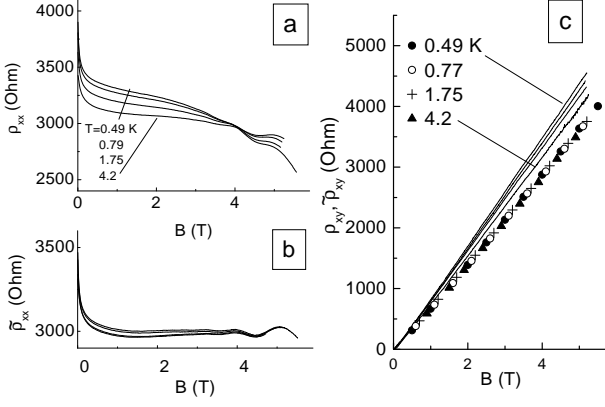 a
4000
3500
3000
2500
ρxx (Ohm)
T=0.49 K
0.79
1.75
4.2
0 2 4 6
B (T)
b
3500
3000
ρ̃xx (Ohm)
0 2 4 6
B (T)
c
5000
4000
3000
2000
1000
0
ρxy, ρ̃xy (Ohm)
0.49 K
0.77
1.75
4.2
0 2 4
B (T)